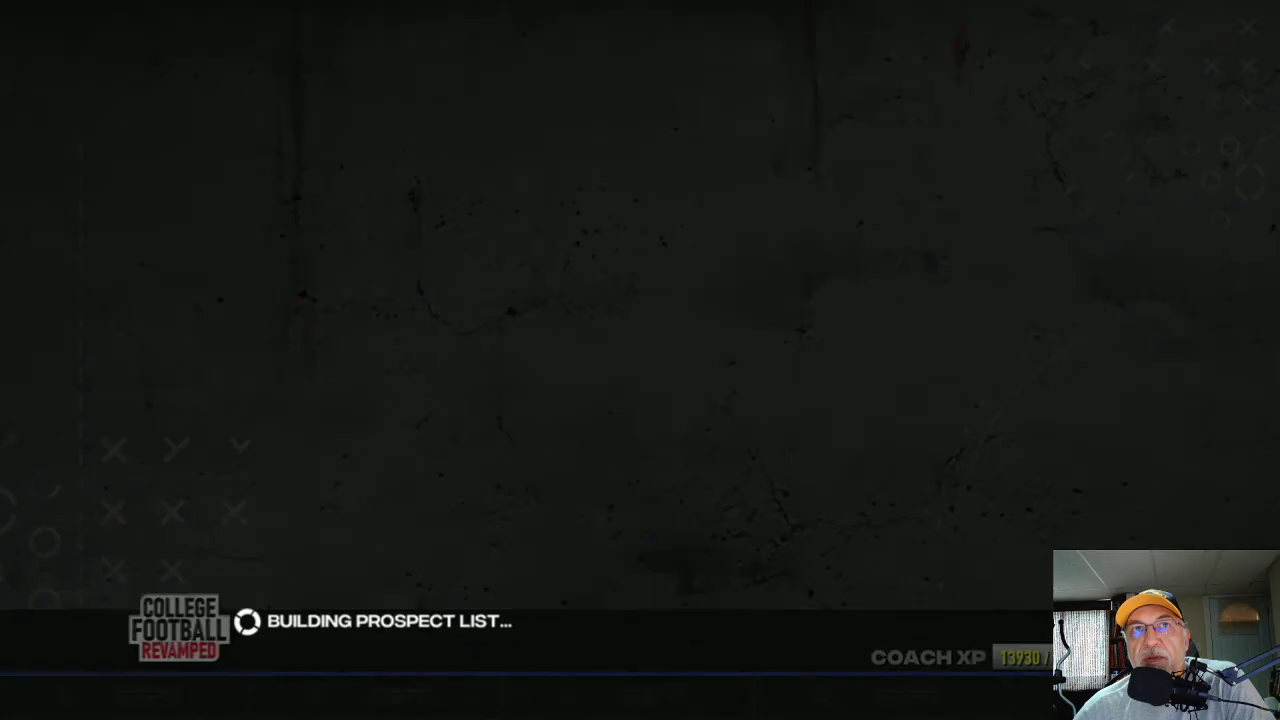 COLLEGE
FOOTBALL
REVAMPED
BUILDING PROSPECT LIST...
COACH XP
13930 /